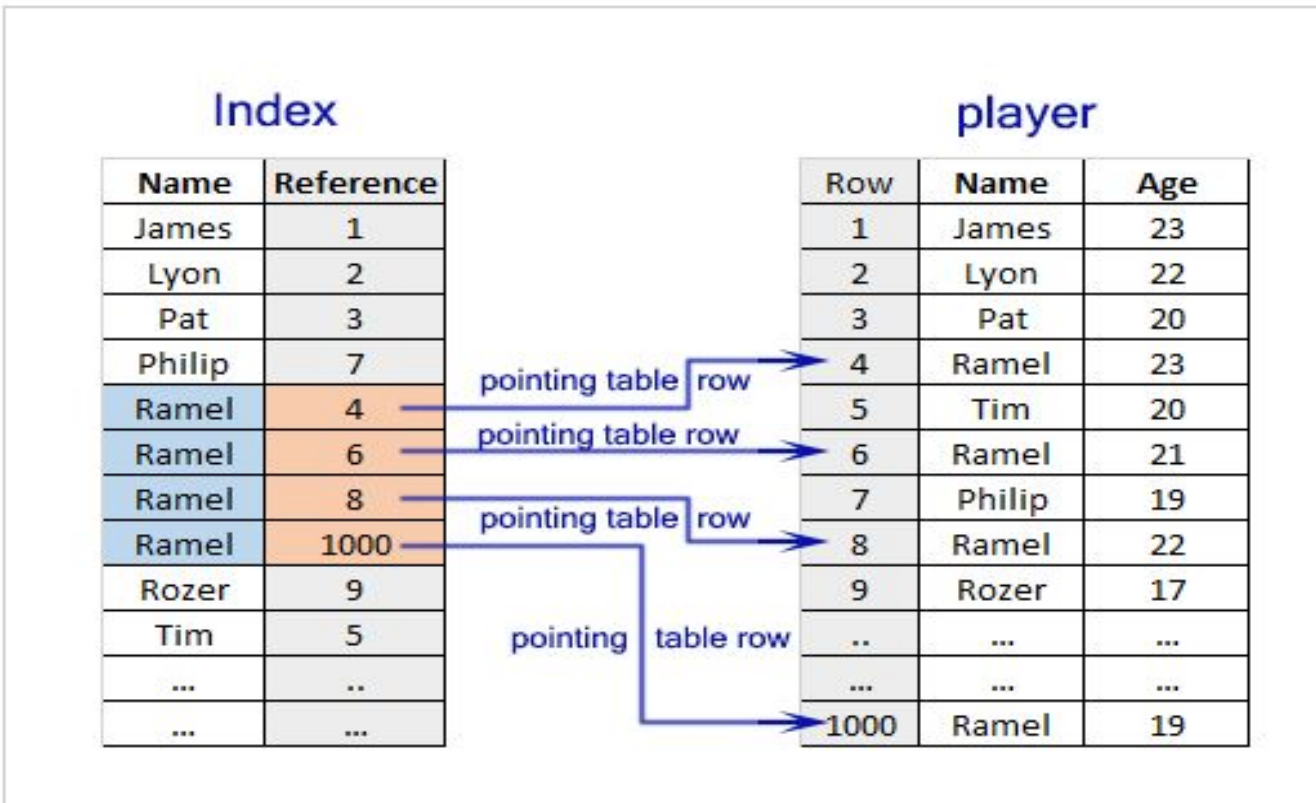 Index
Name Reference
James 1
Lyon 2
Pat 3
Philip 7
Ramel 4
Ramel 6
Ramel 8
Ramel 1000
Rozer 9
Tim 5
... ..
... ...
pointing table row
pointing table row
pointing table row
pointing table row
player
Row Name Age
1 James 23
2 Lyon 22
3 Pat 20
4 Ramel 23
5 Tim 20
6 Ramel 21
7 Philip 19
8 Ramel 22
9 Rozer 17
.. ... ...
... ... ...
1000 Ramel 19